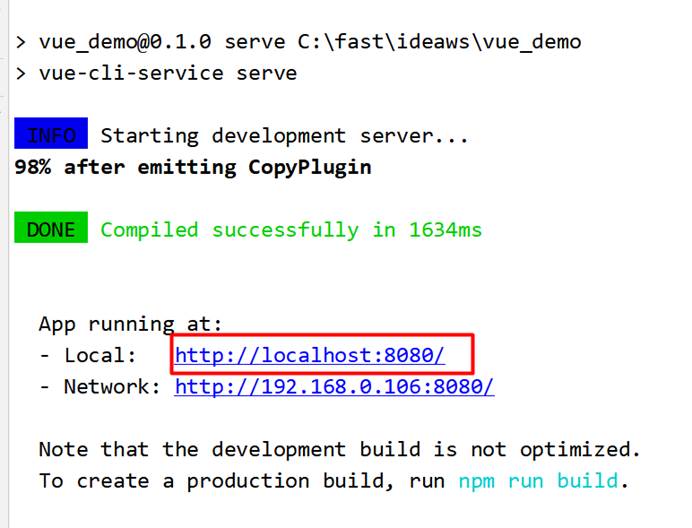 > vue_demo@0.1.0 serve C:\fast\ideaws\vue_demo
> vue-cli-service serve
INFO Starting development server...
98% after emitting CopyPlugin
DONE Compiled successfully in 1634ms
App running at:
- Local: http://localhost:8080/
- Network: http://192.168.0.106:8080/
Note that the development build is not optimized.
To create a production build, run npm run build.